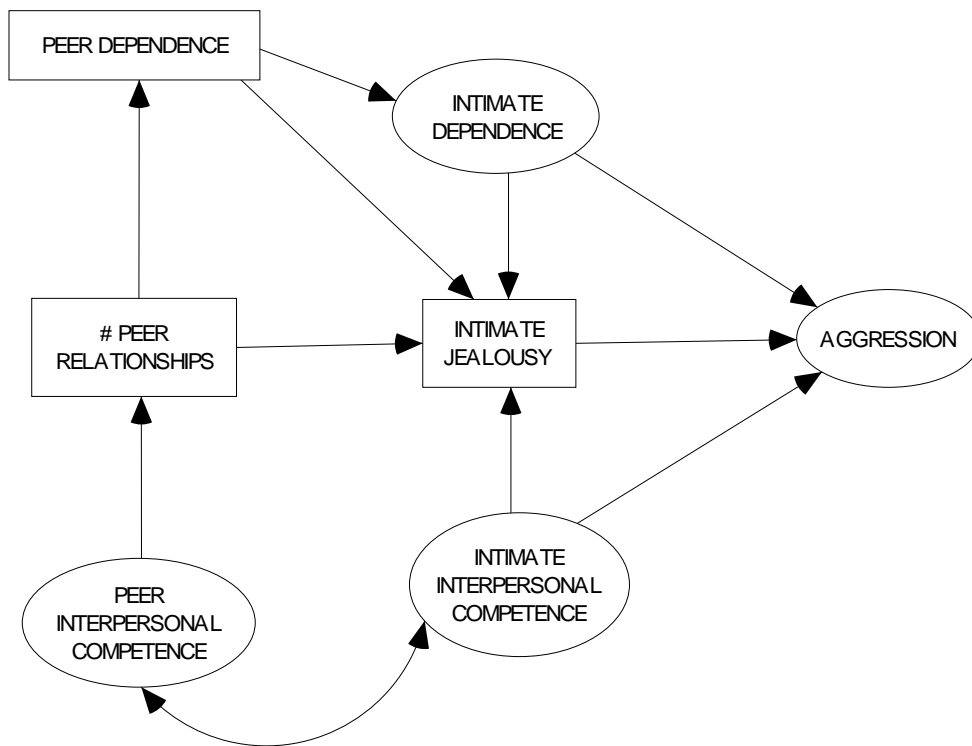 PEER DEPENDENCE
INTIMATE
DEPENDENCE
# PEER
RELATIONSHIPS
INTIMATE
JEALOUSY
AGGRESSION
PEER
INTERPERSONAL
COMPETENCE
INTIMATE
INTERPERSONAL
COMPETENCE